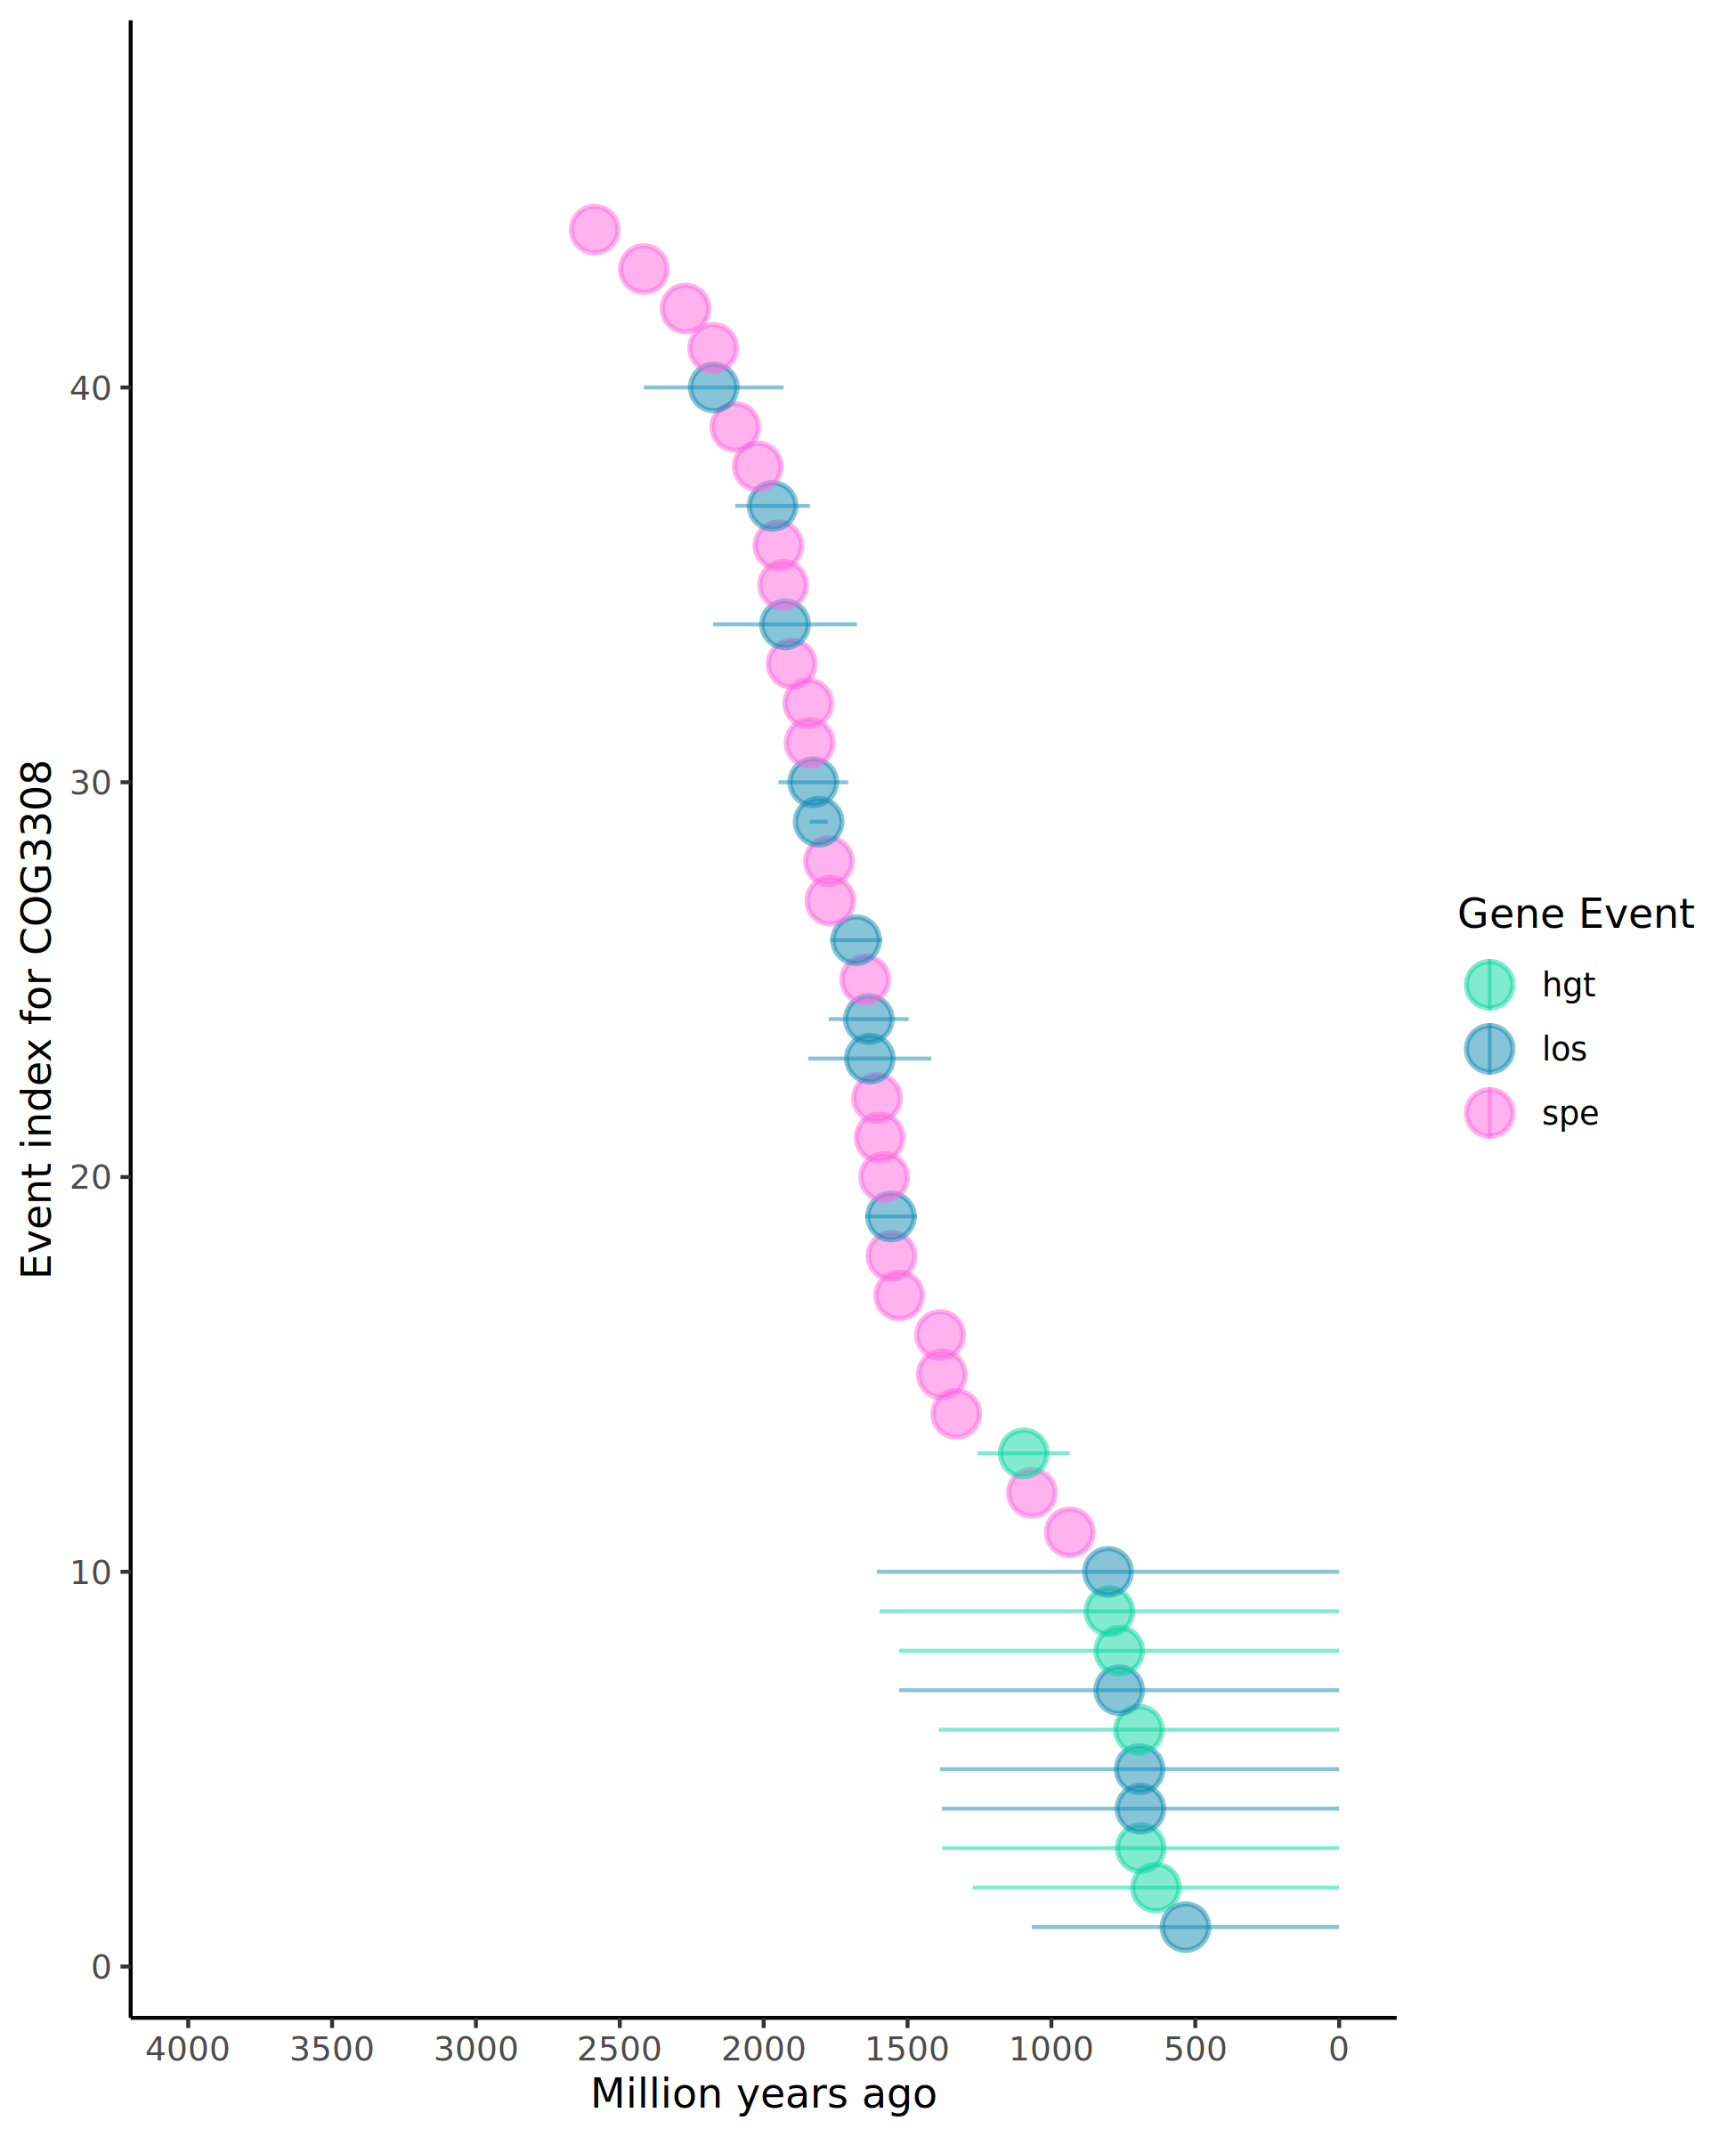 Event index for COG3308
40
30
20
10
0
4000 3500 3000 2500 2000 1500 1000 500 0
Million years ago
Gene Event
hgt
los
spe